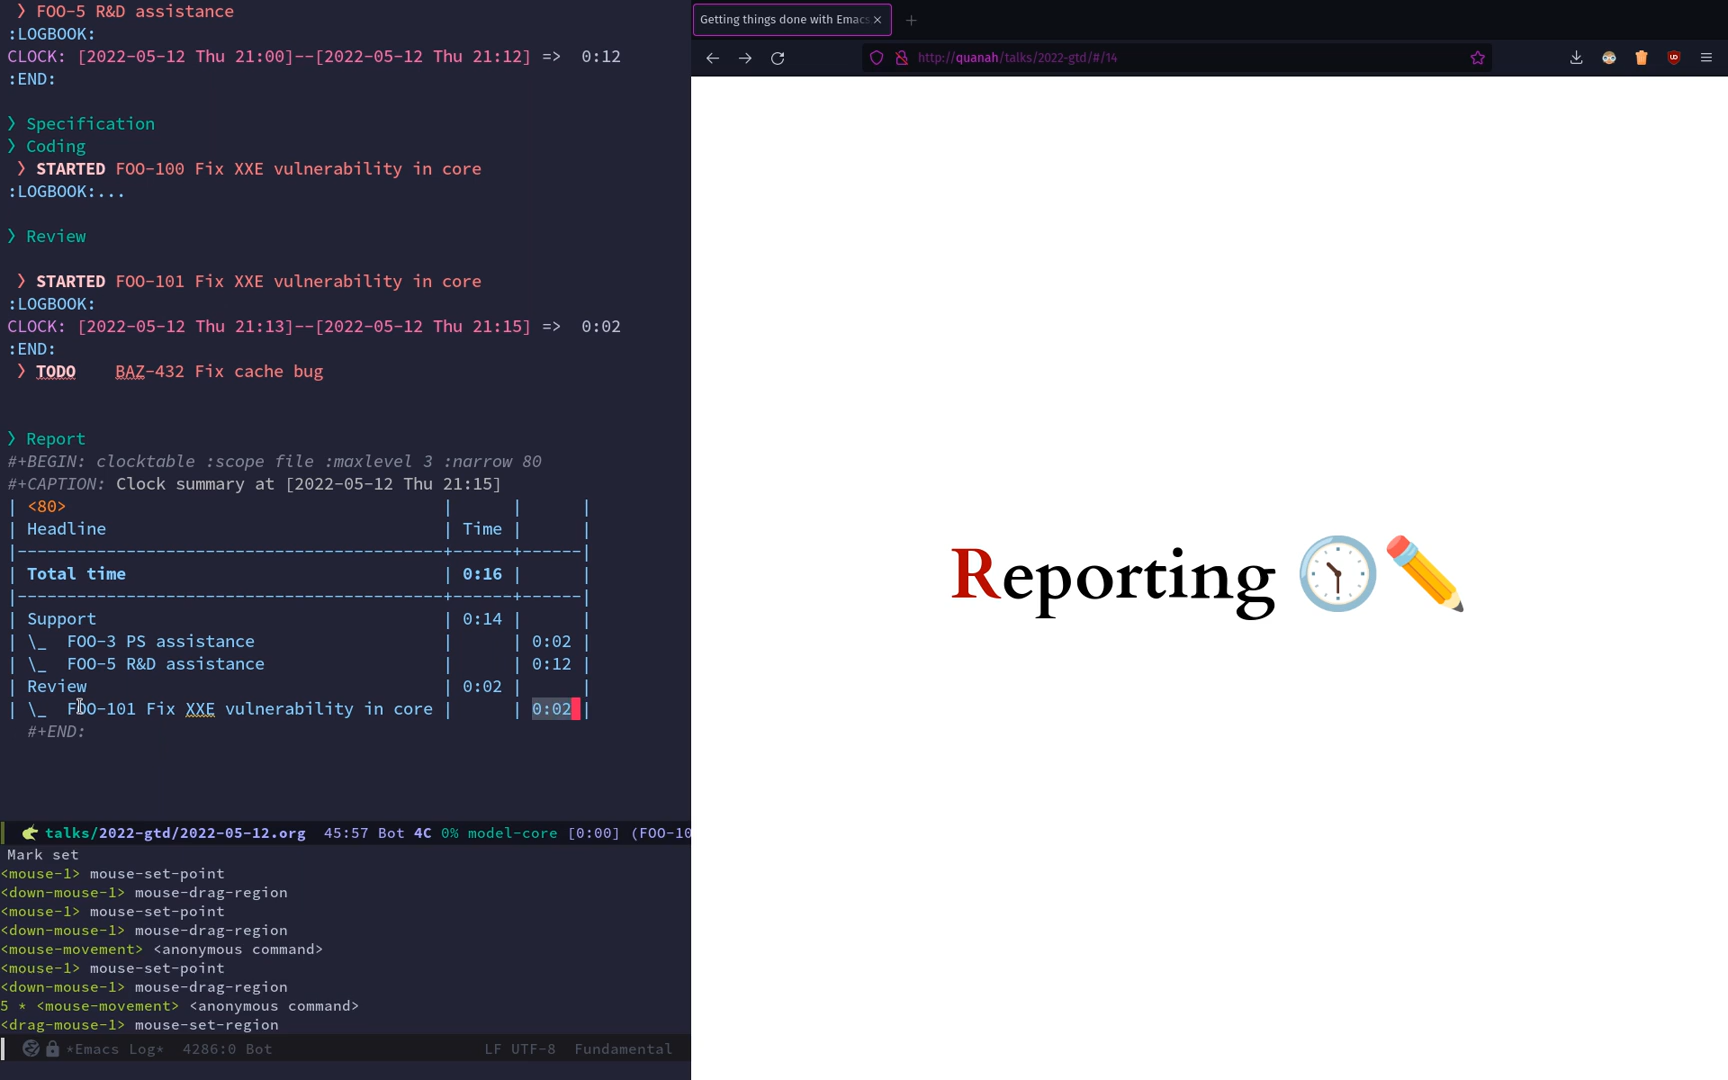 ❯ FOO-5 R&D assistance
:LOGBOOK:
CLOCK: [2022-05-12 Thu 21:00]--[2022-05-12 Thu 21:12] =>  0:12
:END:
❯ Specification
❯ Coding
❯ STARTED FOO-100 Fix XXE vulnerability in core
:LOGBOOK:...
❯ Review
❯ STARTED FOO-101 Fix XXE vulnerability in core
:LOGBOOK:
CLOCK: [2022-05-12 Thu 21:13]--[2022-05-12 Thu 21:15] =>  0:02
:END:
❯ TODO    BAZ-432 Fix cache bug
❯ Report
#+BEGIN: clocktable :scope file :maxlevel 3 :narrow 80
#+CAPTION: Clock summary at [2022-05-12 Thu 21:15]
| <80>                                      |      |      |
| Headline                                  | Time |      |
|-------------------------------------------+------+------|
| Total time                                | 0:16 |      |
|-------------------------------------------+------+------|
| Support                                   | 0:14 |      |
| \_  FOO-3 PS assistance                   |      | 0:02 |
| \_  FOO-5 R&D assistance                  |      | 0:12 |
| Review                                    | 0:02 |      |
| \_  FOO-101 Fix XXE vulnerability in core |      | 0:02 |
#+END:
talks/2022-gtd/2022-05-12.org  45:57 Bot 4C 0% model-core [0:00] (FOO-10
Mark set
<mouse-1> mouse-set-point
<down-mouse-1> mouse-drag-region
<mouse-1> mouse-set-point
<down-mouse-1> mouse-drag-region
<mouse-movement> <anonymous command>
<mouse-1> mouse-set-point
<down-mouse-1> mouse-drag-region
5 * <mouse-movement> <anonymous command>
<drag-mouse-1> mouse-set-region
*Emacs Log*  4286:0 Bot LF UTF-8  Fundamental
Getting things done with Emacs
http://quanah/talks/2022-gtd/#/14
Reporting 🕙✏️